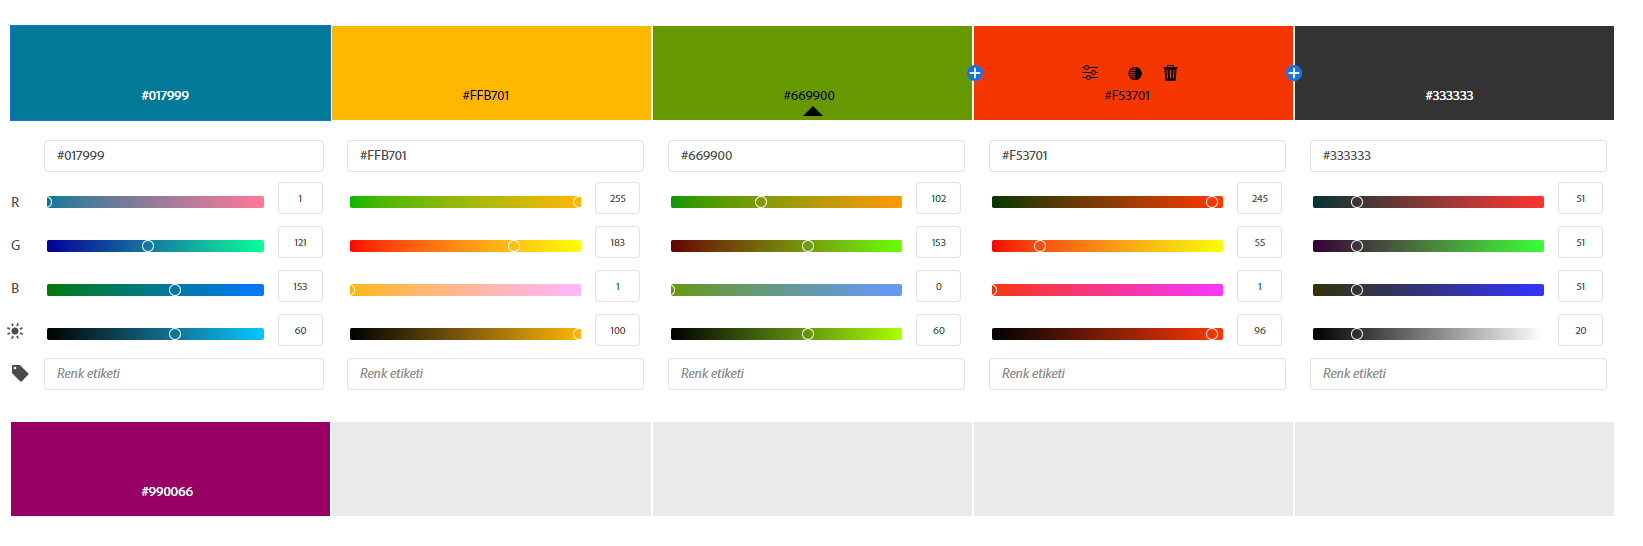 #017999 #FFB701 #669900 #F53701 #333333
#017999 #FFB701 #669900 #F53701 #333333
R 1 255 102 245 51
G 121 183 153 55 51
B 153 1 0 1 51
60 100 60 96 20
Renk etiketi Renk etiketi Renk etiketi Renk etiketi Renk etiketi
#990066